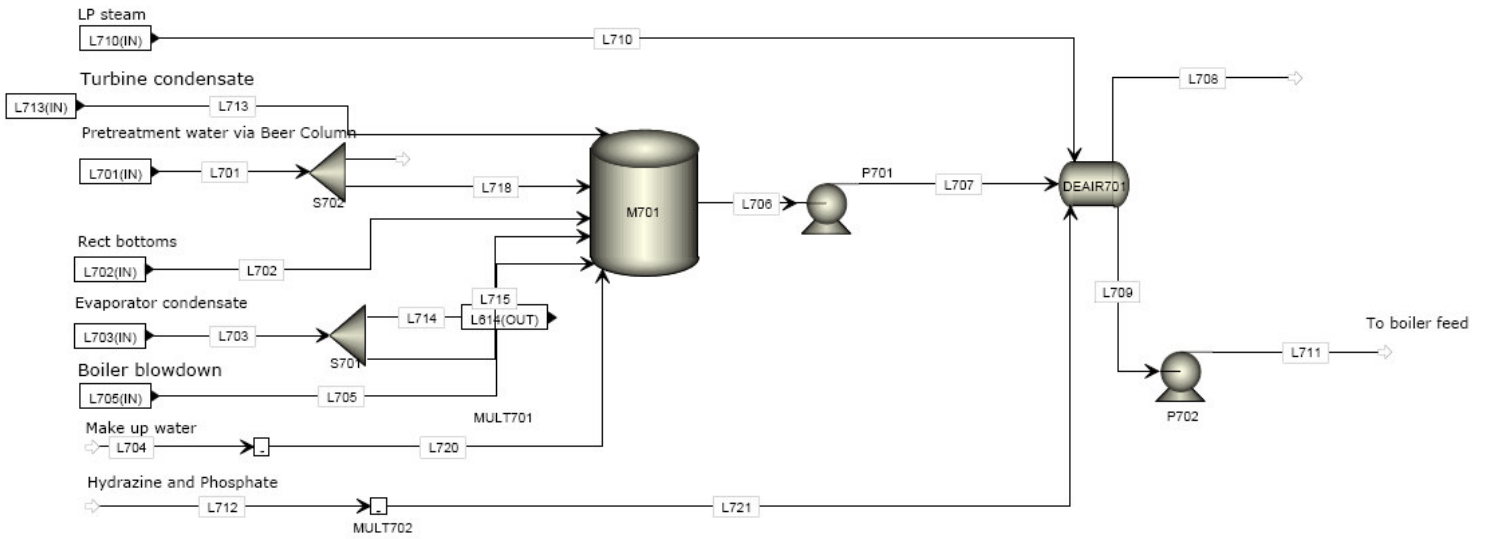 LP steam
L710(IN)
L710
Turbine condensate
L708
L713(IN)
L713
Pretreatment water via Beer Column
L701(IN)
L701
P701
S702
L718
L707
DEAIR701
L706
M701
Rect bottoms
L702(IN)
L702
Evaporator condensate
L715
L709
L703(IN)
L703
L714
L614(OUT)
To boiler feed
S701
L711
Boiler blowdown
L705(IN)
L705
MULT701
P702
Make up water
L704
L720
Hydrazine and Phosphate
L712
L721
MULT702